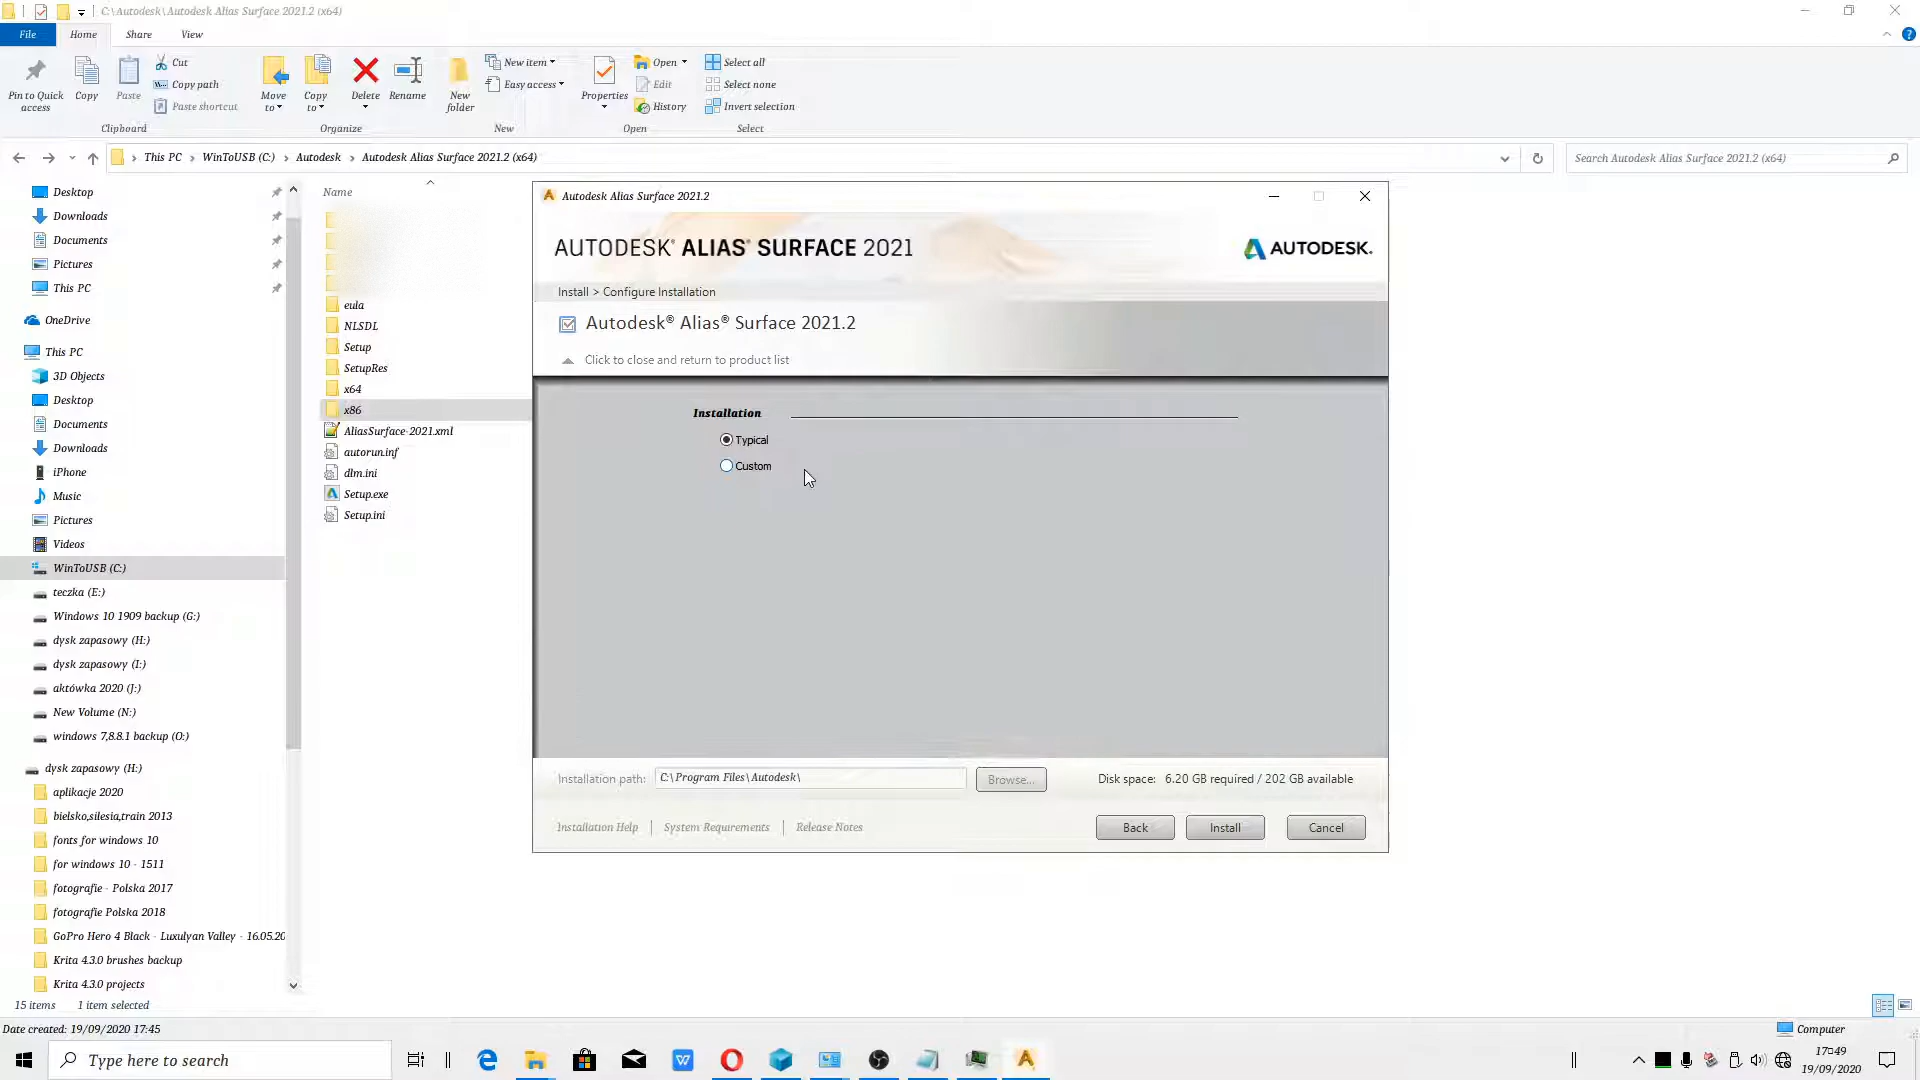 C:\Autodesk\Autodesk Alias Surface 2021.2 (x64)
File
Home
Share
View
Pin to Quick access
Copy
Paste
Cut
Copy path
Paste shortcut
Clipboard
Move to
Copy to
Delete
Rename
Organize
New folder
New item
Easy access
New
Properties
Open
Edit
History
Open
Select all
Select none
Invert selection
Select
This PC > WinToUSB (C:) > Autodesk > Autodesk Alias Surface 2021.2 (x64)
Search Autodesk Alias Surface 2021.2 (x64)
Desktop
Downloads
Documents
Pictures
This PC
OneDrive
This PC
3D Objects
Desktop
Documents
Downloads
iPhone
Music
Pictures
Videos
WinToUSB (C:)
teczka (E:)
Windows 10 1909 backup (G:)
dysk zapasowy (H:)
dysk zapasowy (I:)
aktówka 2020 (J:)
New Volume (N:)
windows 7,8.8.1 backup (O:)
dysk zapasowy (H:)
aplikacje 2020
bielsko,silesia,train 2013
fonts for windows 10
for windows 10 - 1511
fotografie - Polska 2017
fotografie Polska 2018
GoPro Hero 4 Black - Luxulyan Valley - 16.05.20
Krita 4.3.0 brushes backup
Krita 4.3.0 projects
Name
eula
NLSDL
Setup
SetupRes
x64
x86
AliasSurface-2021.xml
autorun.inf
dlm.ini
Setup.exe
Setup.ini
Autodesk Alias Surface 2021.2
AUTODESK® ALIAS® SURFACE 2021
AUTODESK.
Install > Configure Installation
Autodesk® Alias® Surface 2021.2
Click to close and return to product list
Installation
Typical
Custom
Installation path:
C:\Program Files\Autodesk\
Browse...
Disk space: 6.20 GB required / 202 GB available
Installation Help
System Requirements
Release Notes
Back
Install
Cancel
15 items
1 item selected
Date created: 19/09/2020 17:45
Computer
Type here to search
17:49
19/09/2020